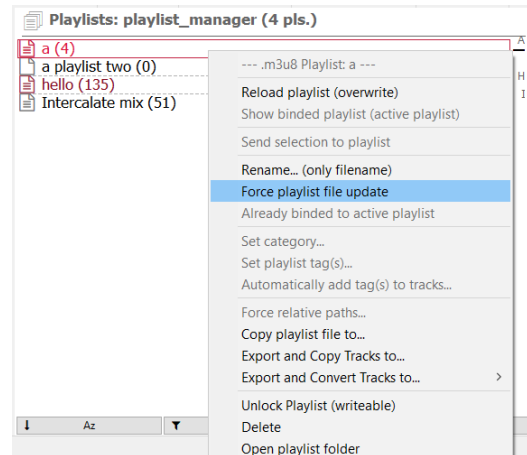 Playlists: playlist_manager (4 pls.)
a (4)
a playlist two (0)
hello (135)
Intercalate mix (51)
A
H
I
--- .m3u8 Playlist: a ---
Reload playlist (overwrite)
Show binded playlist (active playlist)
Send selection to playlist
Rename... (only filename)
Force playlist file update
Already binded to active playlist
Set category...
Set playlist tag(s)...
Automatically add tag(s) to tracks...
Force relative paths...
Copy playlist file to...
Export and Copy Tracks to...
Export and Convert Tracks to...
Unlock Playlist (writeable)
Delete
Open playlist folder
Az